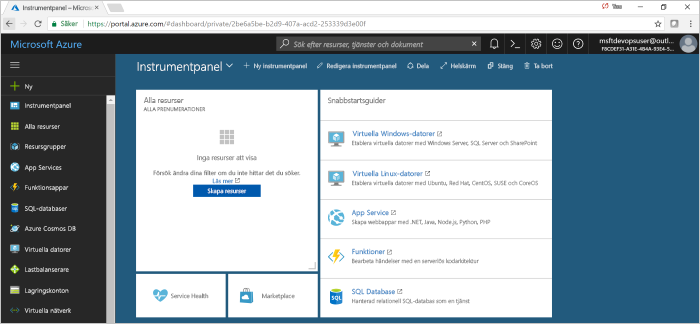 Instrumentpanel – Micro
Säker
https://portal.azure.com/#dashboard/private/2be6a5be-b2d9-407a-acd2-253339d3e00f
Microsoft Azure
Sök efter resurser, tjänster och dokument
msftdevopsuser@outl...
Ny
Instrumentpanel
Alla resurser
Resursgrupper
App Services
Funktionsappar
SQL-databaser
Azure Cosmos DB
Virtuella datorer
Lastbalanserare
Lagringskonton
Virtuella nätverk
Instrumentpanel
Ny instrumentpanel
Redigera instrumentpanel
Dela
Helskärm
Stäng
Ta bort
Alla resurser
ALLA PRENUMERATIONER
Inga resurser att visa
Försök ändra dina filter om du inte hittar det du söker.
Läs mer
Skapa resurser
Service Health
Marketplace
Snabbstartsguider
Virtuella Windows-datorer
Etablera virtuella datorer med Windows Server, SQL Server och SharePoint
Virtuella Linux-datorer
Etablera virtuella datorer med Ubuntu, Red Hat, CentOS, SUSE och CoreOS
App Service
Skapa webbappar med .NET, Java, Node.js, Python, PHP
Funktioner
Bearbeta händelser med en serverlös kodarkitektur
SQL Database
Hanterad relationell SQL-databas som en tjänst